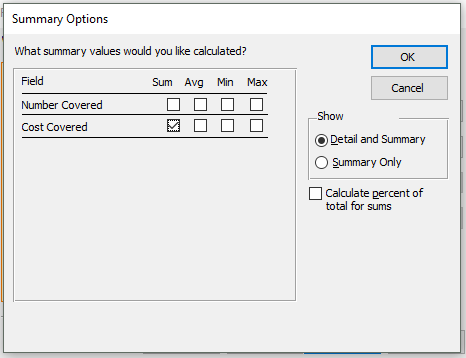 Summary Options
What summary values would you like calculated?
OK
Field Sum Avg Min Max
Cancel
Number Covered
Cost Covered
Show
Detail and Summary
Summary Only
Calculate percent of
total for sums